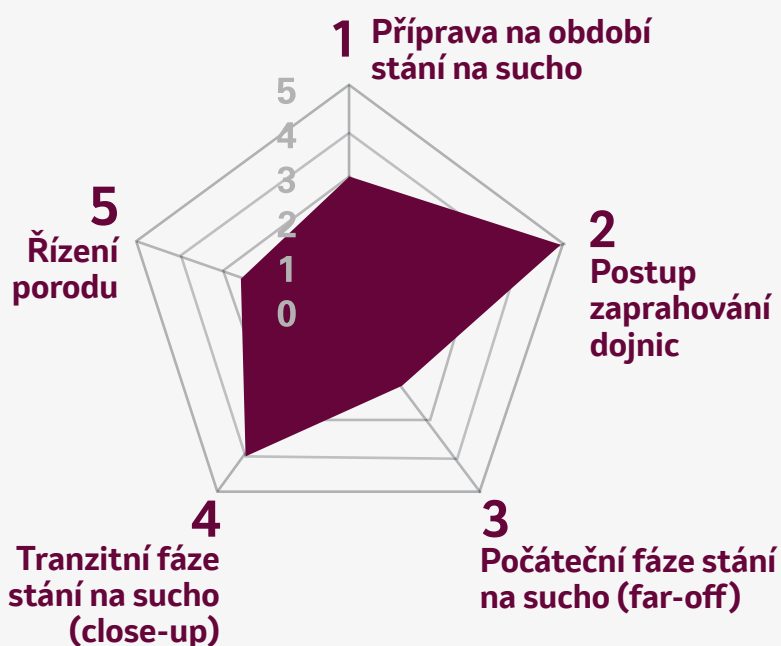 1
Příprava na období
stání na sucho
5
4
3
2
1
0
5
Řízení
porodu
2
Postup
zaprahování
dojnic
4
Tranzitní fáze
stání na sucho
(close-up)
3
Počáteční fáze stání
na sucho (far-off)